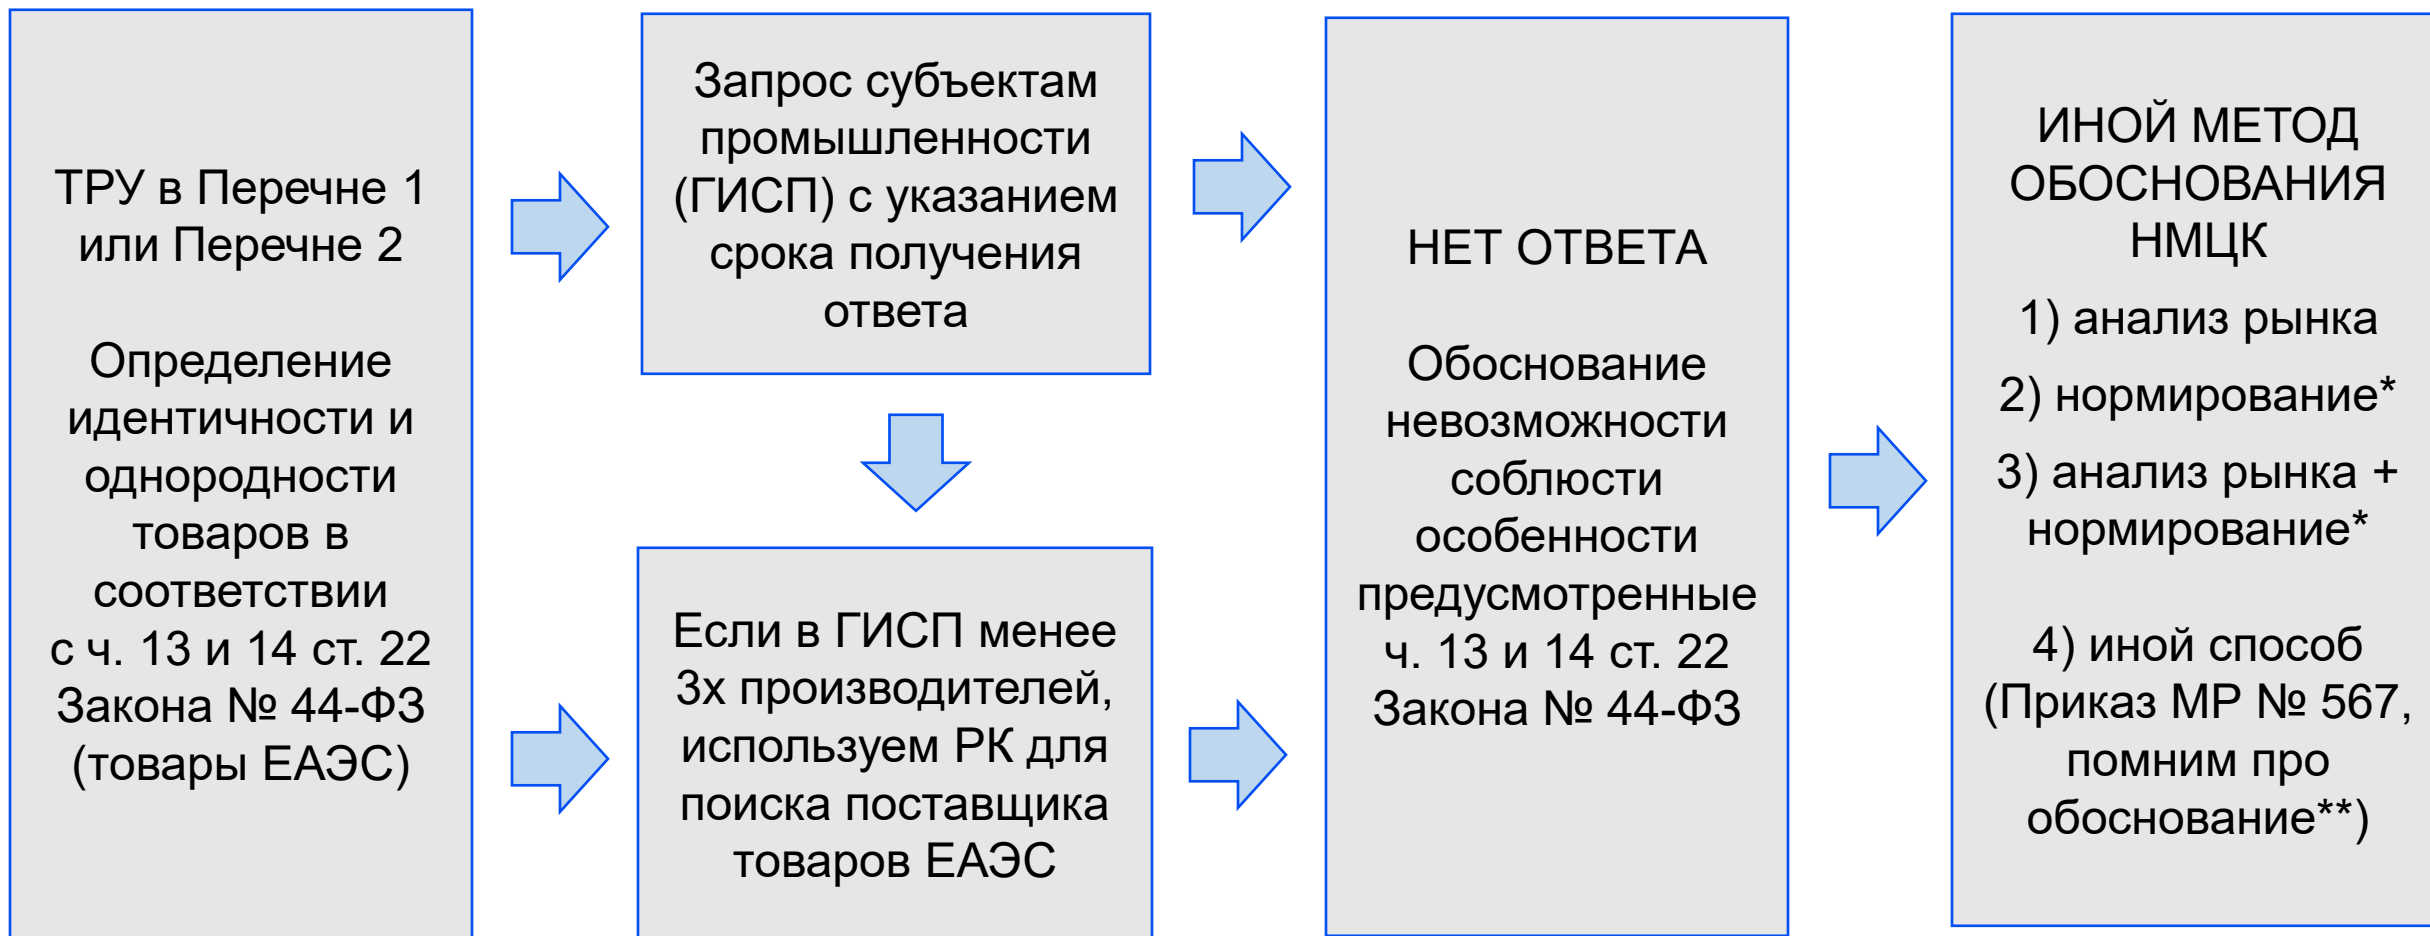 ТРУ в Перечне 1
или Перечне 2
Определение
идентичности и
однородности
товаров в
соответствии
с ч. 13 и 14 ст. 22
Закона № 44-ФЗ
(товары ЕАЭС)
Запрос субъектам
промышленности
(ГИСП) с указанием
срока получения
ответа
Если в ГИСП менее
3х производителей,
используем РК для
поиска поставщика
товаров ЕАЭС
НЕТ ОТВЕТА
Обоснование
невозможности
соблюсти
особенности
предусмотренные
ч. 13 и 14 ст. 22
Закона № 44-ФЗ
ИНОЙ МЕТОД
ОБОСНОВАНИЯ
НМЦК
1) анализ рынка
2) нормирование*
3) анализ рынка +
нормирование*
4) иной способ
(Приказ МР № 567,
помним про
обоснование**)